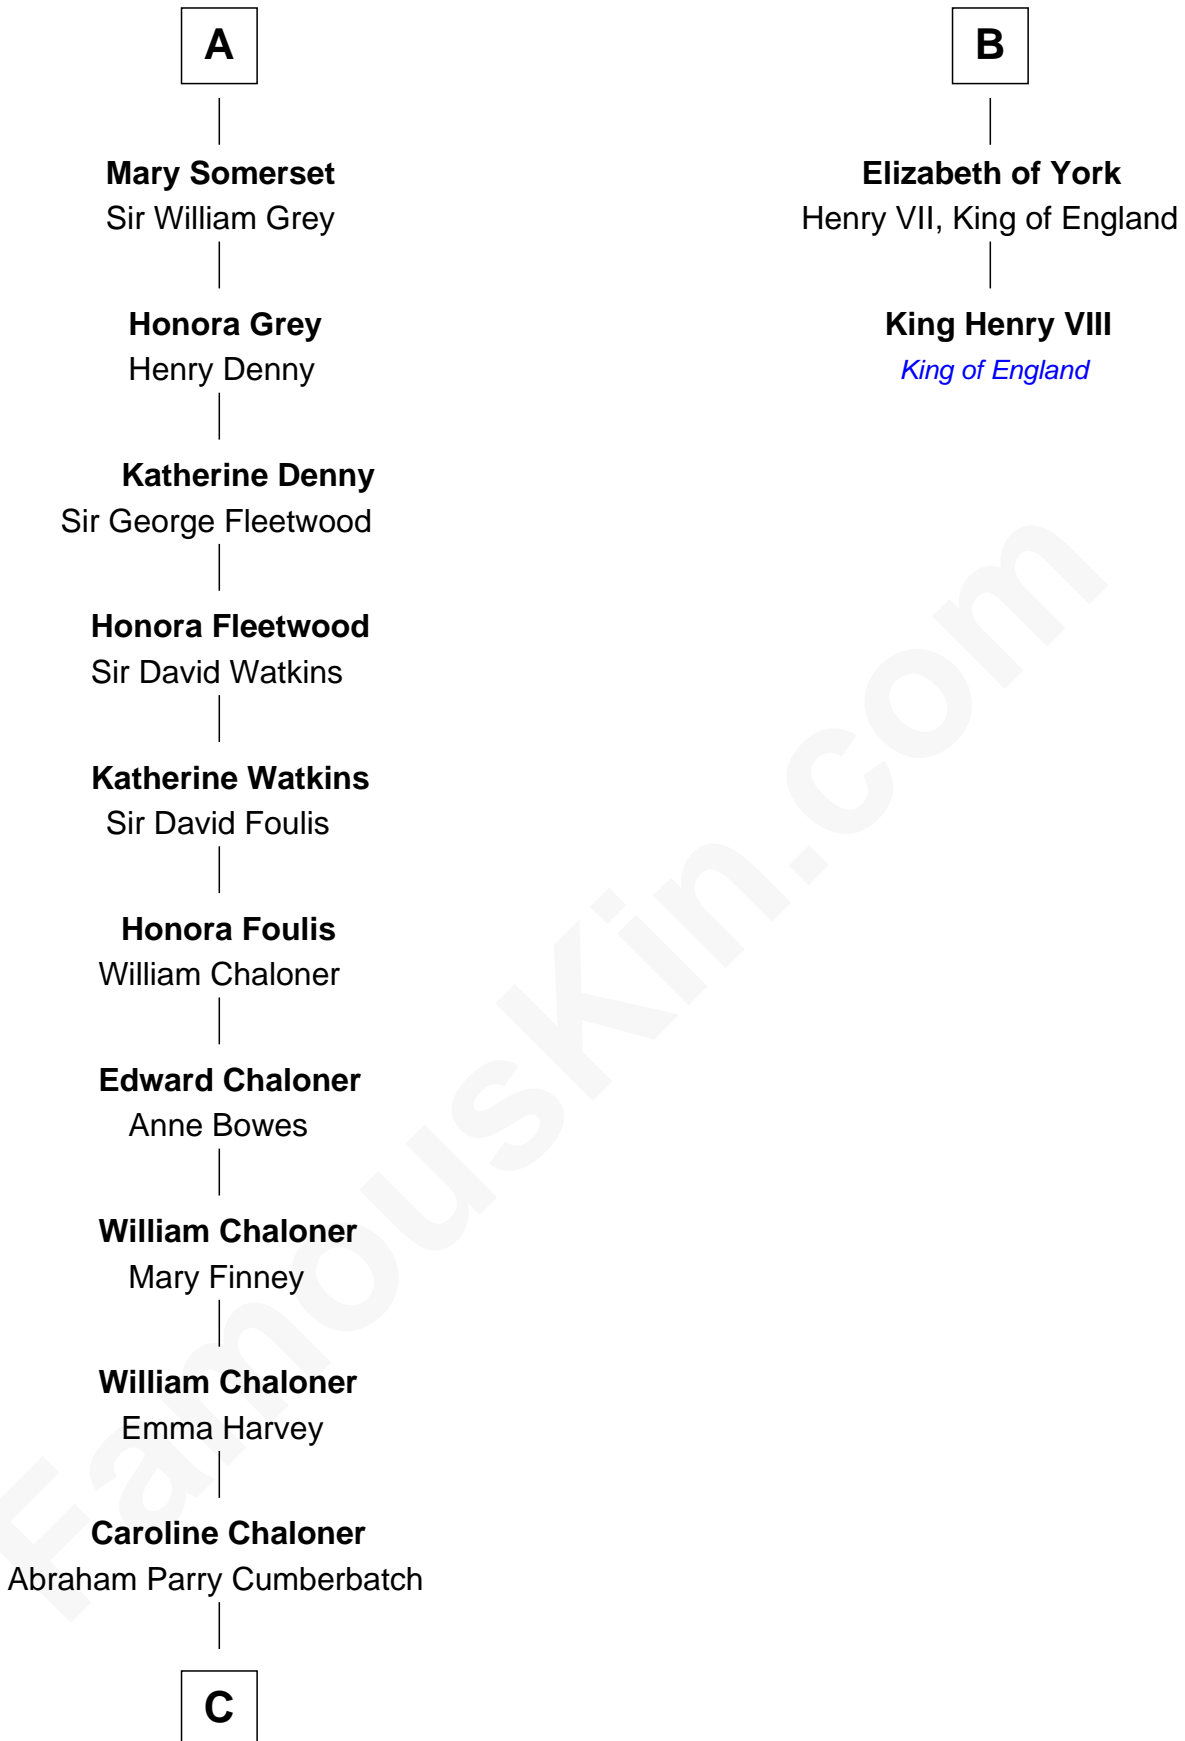 A
Mary Somerset
Sir William Grey
Honora Grey
Henry Denny
Katherine Denny
Sir George Fleetwood
Honora Fleetwood
Sir David Watkins
Katherine Watkins
Sir David Foulis
Honora Foulis
William Chaloner
Edward Chaloner
Anne Bowes
William Chaloner
Mary Finney
William Chaloner
Emma Harvey
Caroline Chaloner
Abraham Parry Cumberbatch
C
B
Elizabeth of York
Henry VII, King of England
King Henry VIII
King of England
FamousKin.com